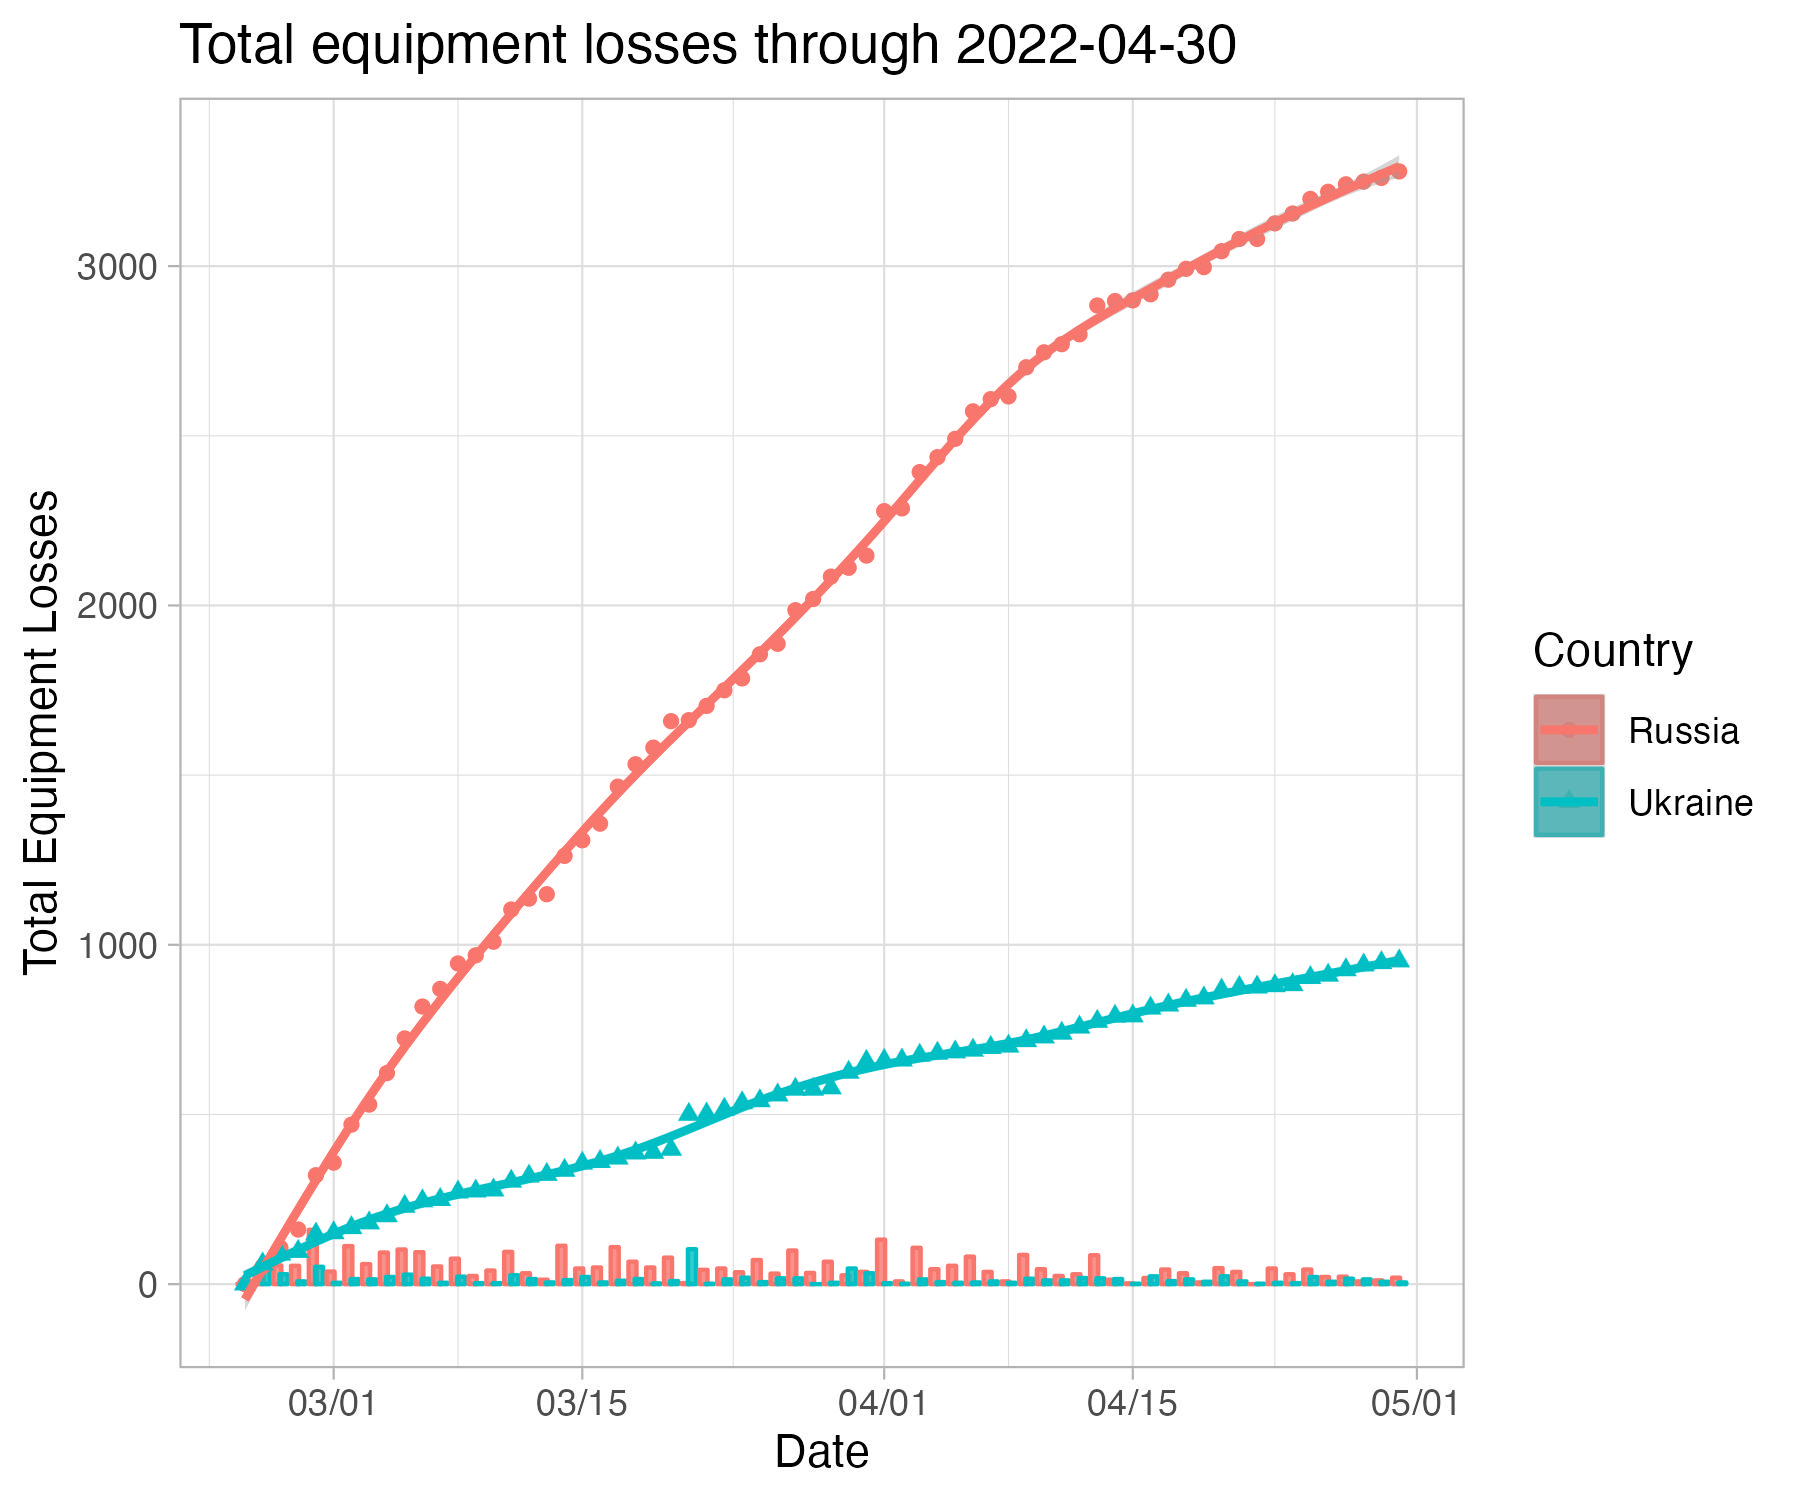 Total equipment losses through 2022-04-30
Total Equipment Losses
3000
2000
1000
0
03/01
03/15
04/01
04/15
05/01
Date
Country
Russia
Ukraine